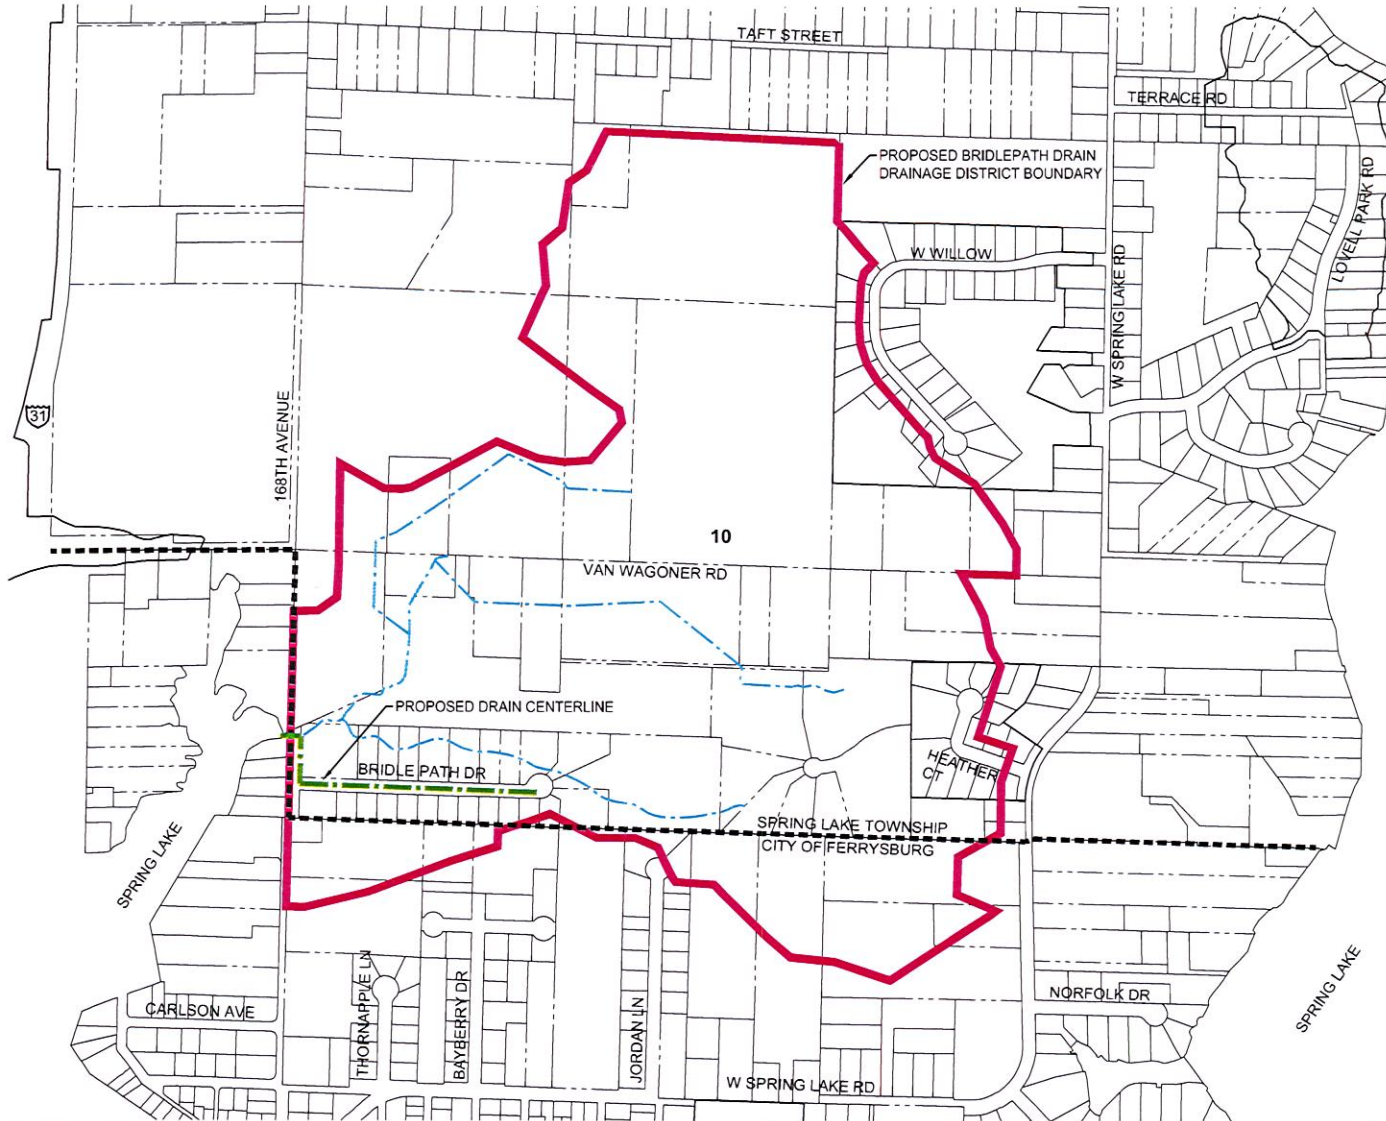 TAFT STREET
TERRACE RD
PROPOSED BRIDLEPATH DRAIN
DRAINAGE DISTRICT BOUNDARY
LOVELL PARK RD
W WILLOW
W SPRING LAKE RD
31
168TH AVENUE
10
VAN WAGONER RD
PROPOSED DRAIN CENTERLINE
BRIDLE PATH DR
HEATHER
CT
SPRING LAKE TOWNSHIP
CITY OF FERRYSBURG
SPRING LAKE
SPRING LAKE
THORNAPPLE LN
BAYBERRY DR
JORDAN LN
NORFOLK DR
CARLSON AVE
W SPRING LAKE RD